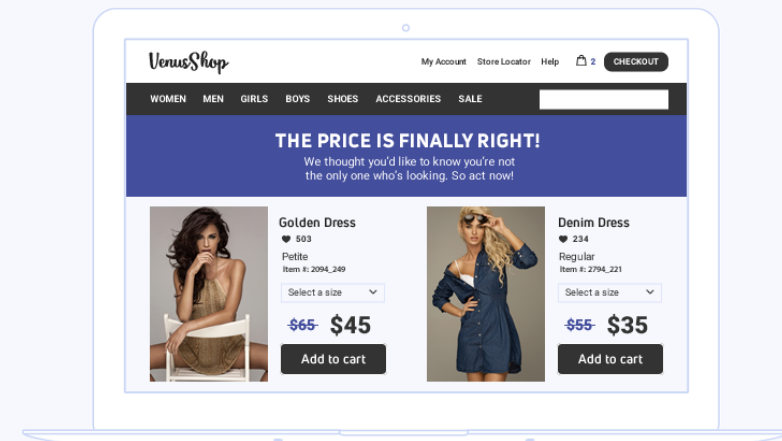 VenusShop
My Account Store Locator Help 2 CHECKOUT
WOMEN MEN GIRLS BOYS SHOES ACCESSORIES SALE
THE PRICE IS FINALLY RIGHT!
We thought you'd like to know you're not
the only one who's looking. So act now!
Golden Dress
503
Petite
Item #: 2094_249
Select a size
$65 $45
Add to cart
Denim Dress
234
Regular
Item #: 2794_221
Select a size
$55 $35
Add to cart